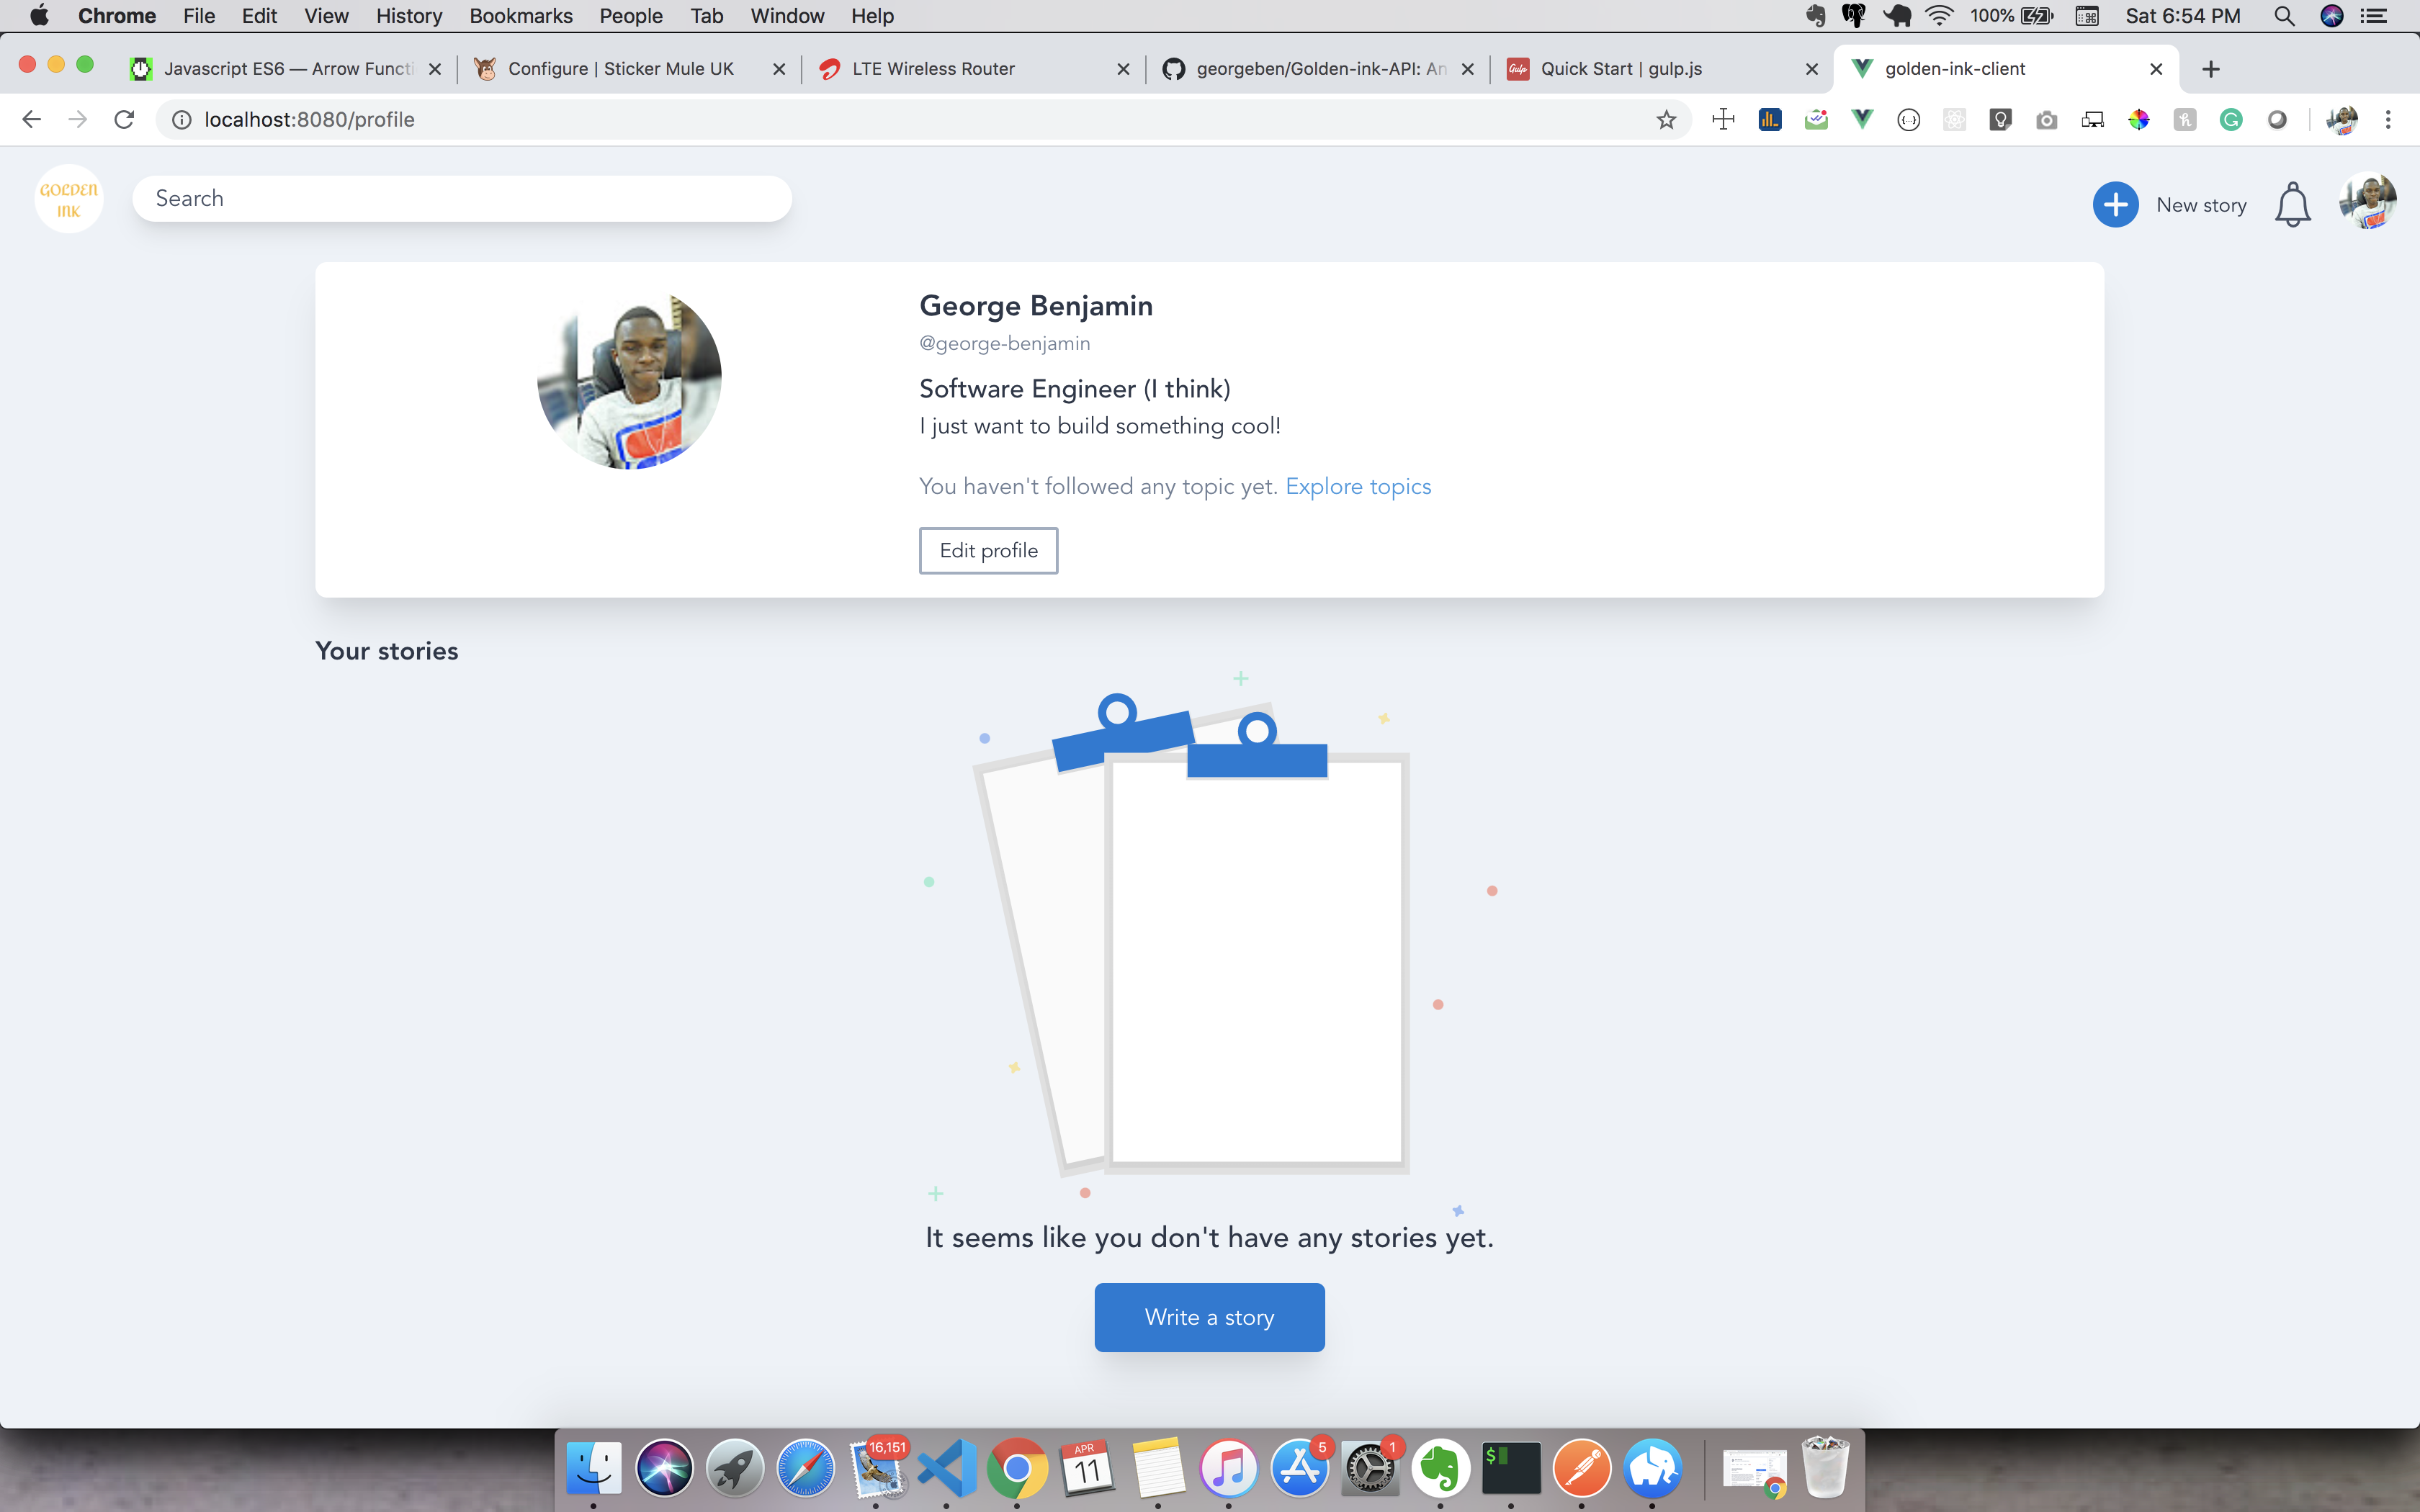 Chrome File Edit View History Bookmarks People Tab Window Help 100% Sat 6:54 PM
Javascript ES6 — Arrow Functi Configure | Sticker Mule UK LTE Wireless Router georgeben/Golden-ink-API: An Quick Start | gulp.js golden-ink-client
localhost:8080/profile
GOLDEN
INK
Search
New story
George Benjamin
@george-benjamin
Software Engineer (I think)
I just want to build something cool!
You haven't followed any topic yet. Explore topics
Edit profile
Your stories
It seems like you don't have any stories yet.
Write a story
16,151
APR
11
5
1
$